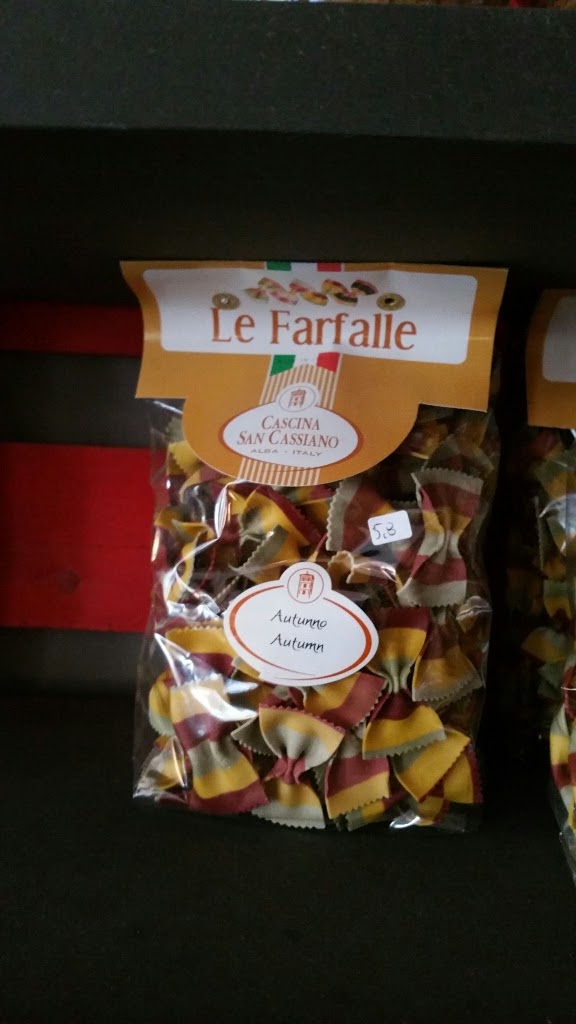 Le Farfalle
CASCINA
SAN CASSIANO
ALBA - ITALY
5,8
Autunno
Autumn